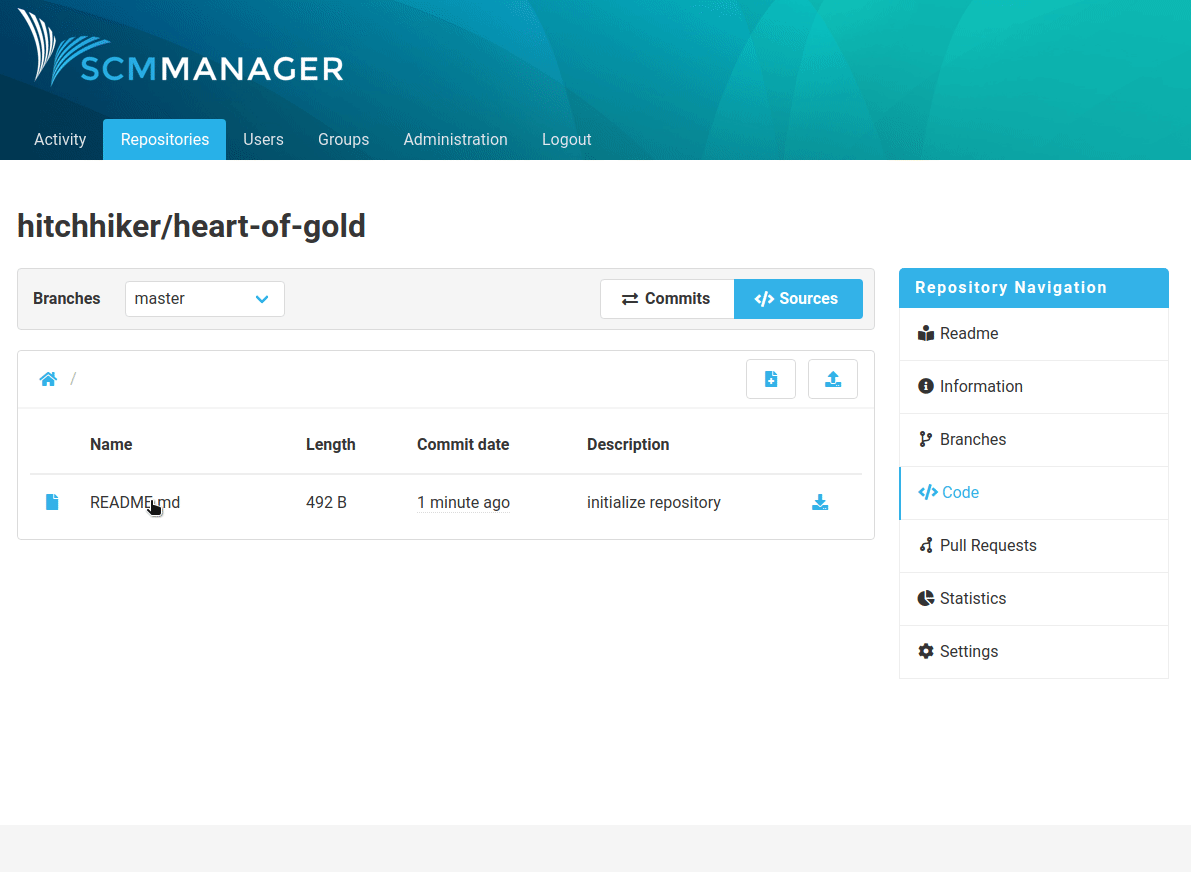 SCMMANAGER
Activity Repositories Users Groups Administration Logout
hitchhiker/heart-of-gold
Branches master Commits Sources
/
Name Length Commit date Description
README.md 492 B 1 minute ago initialize repository
Repository Navigation
Readme
Information
Branches
Code
Pull Requests
Statistics
Settings